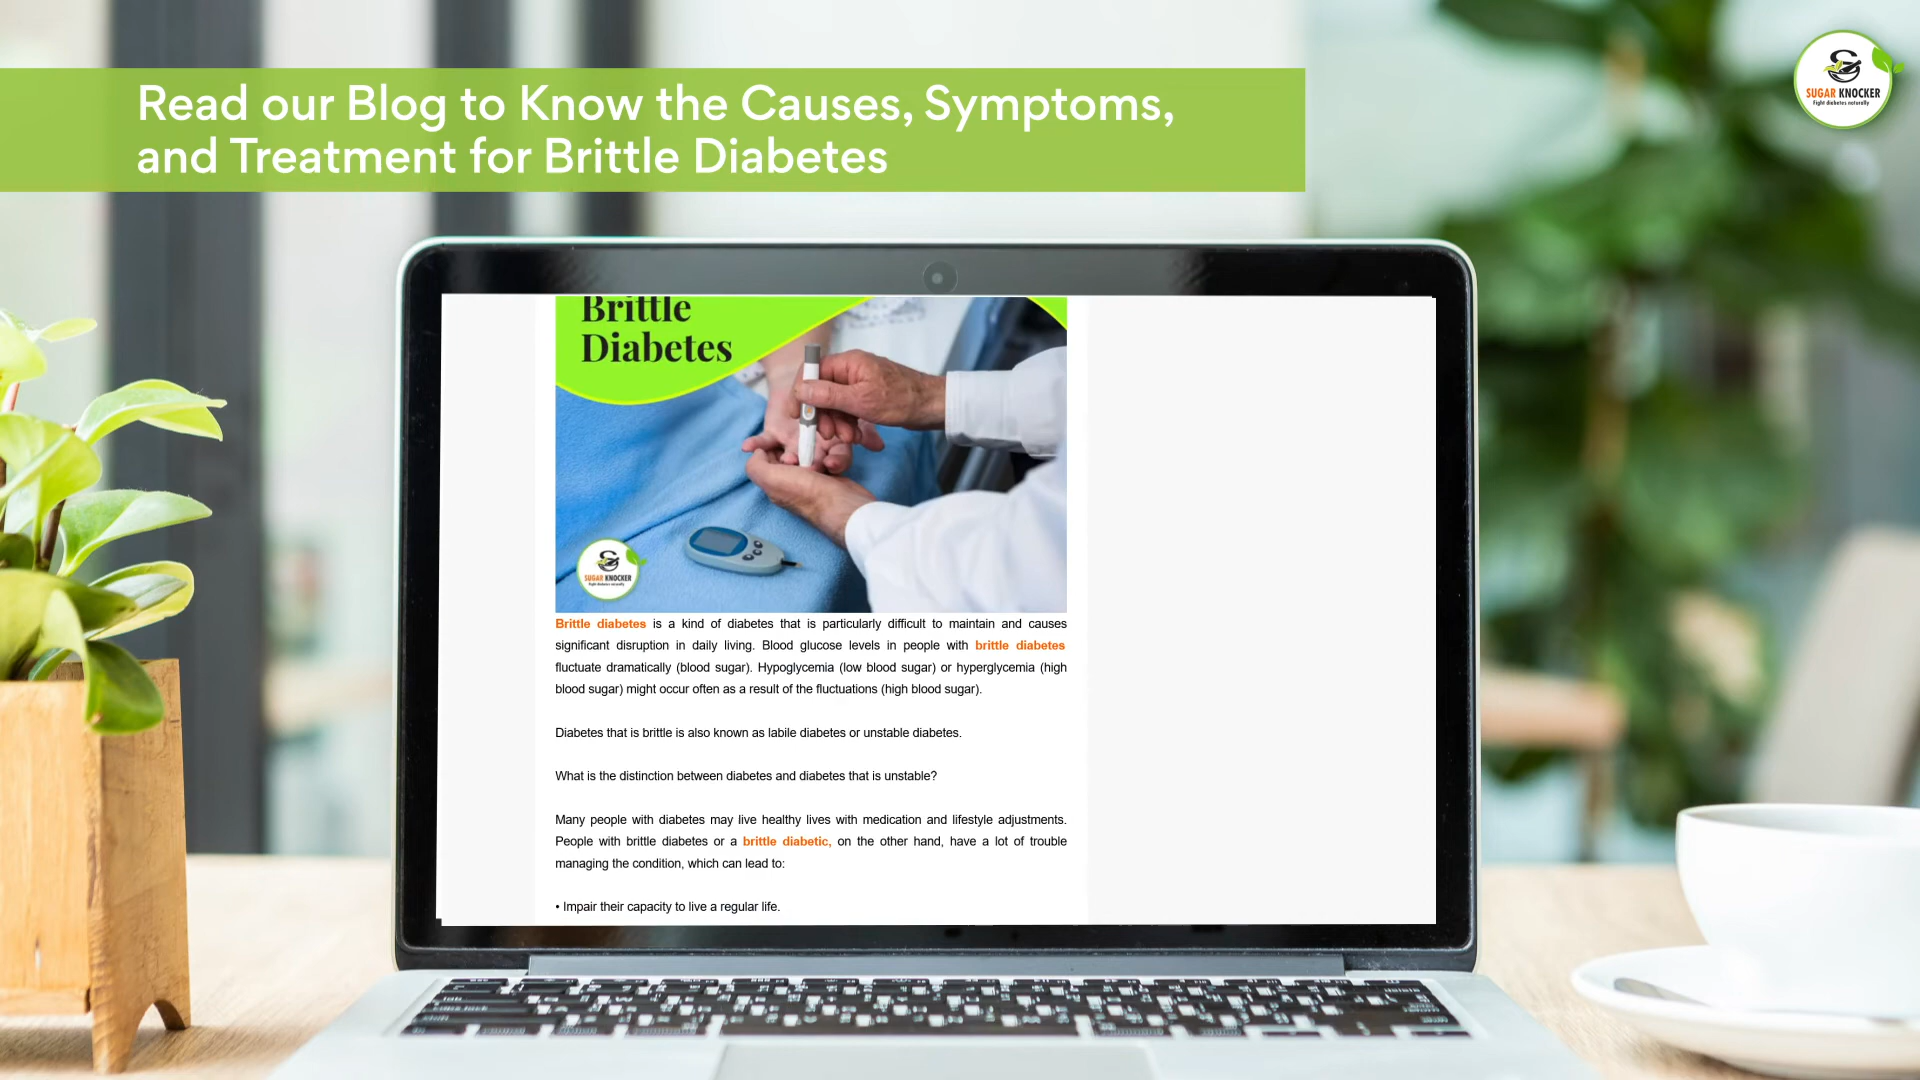 Read our Blog to Know the Causes, Symptoms,
and Treatment for Brittle Diabetes
SUGAR KNOCKER
Fight diabetes naturally
Brittle
Diabetes
SUGAR KNOCKER
Fight diabetes naturally
Brittle diabetes is a kind of diabetes that is particularly difficult to maintain and causes
significant disruption in daily living. Blood glucose levels in people with brittle diabetes
fluctuate dramatically (blood sugar). Hypoglycemia (low blood sugar) or hyperglycemia (high
blood sugar) might occur often as a result of the fluctuations (high blood sugar).
Diabetes that is brittle is also known as labile diabetes or unstable diabetes.
What is the distinction between diabetes and diabetes that is unstable?
Many people with diabetes may live healthy lives with medication and lifestyle adjustments.
People with brittle diabetes or a brittle diabetic, on the other hand, have a lot of trouble
managing the condition, which can lead to:
• Impair their capacity to live a regular life.